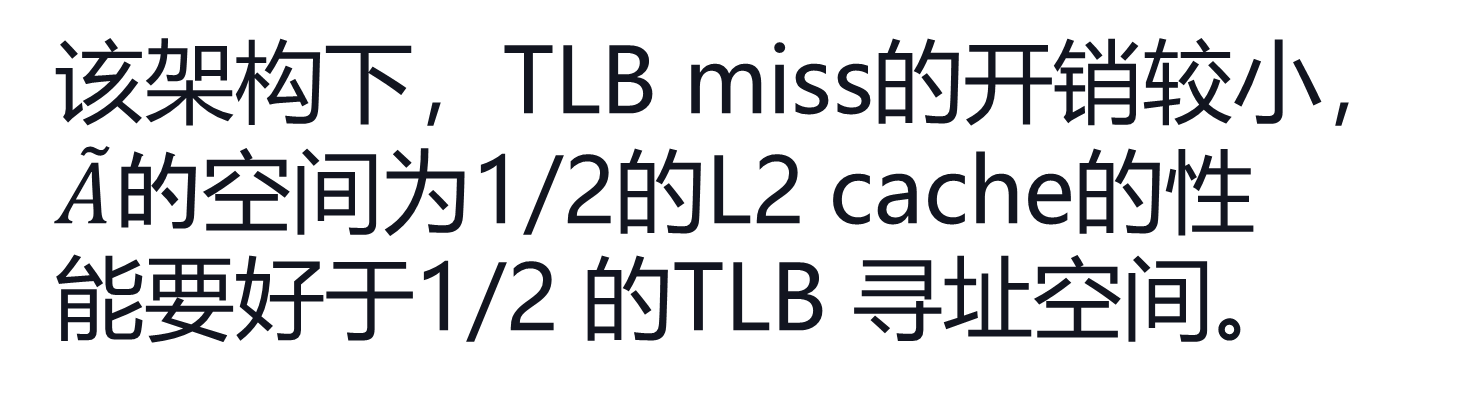 该架构下，TLB miss的开销较小，
Ã的空间为1/2的L2 cache的性
能要好于1/2 的TLB 寻址空间。